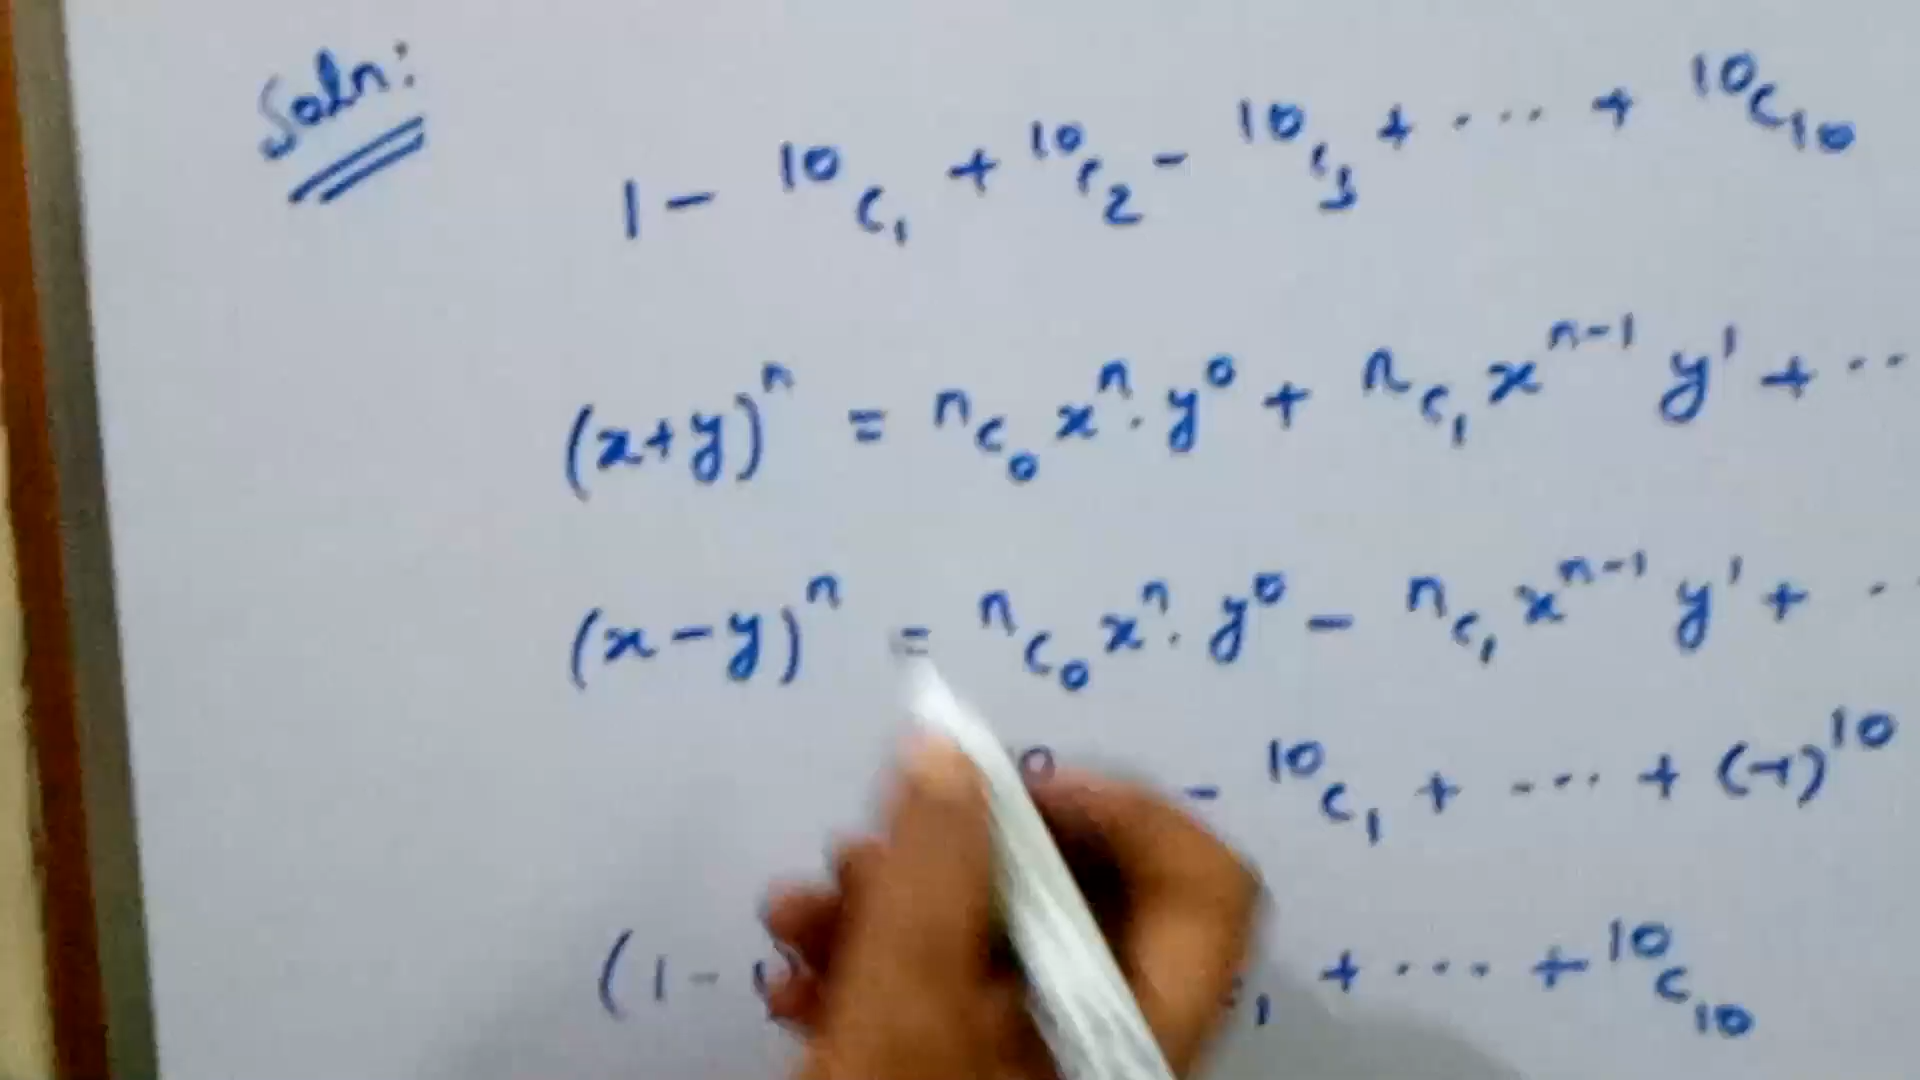 Soln:
1 - ¹⁰C₁ + ¹⁰C₂ - ¹⁰C₃ + ... + ¹⁰C₁₀
(x+y)ⁿ = ⁿC₀ xⁿ. y⁰ + ⁿC₁ xⁿ⁻¹ y¹ + ...
(x-y)ⁿ = ⁿC₀ xⁿ. y⁰ - ⁿC₁ xⁿ⁻¹ y¹ + ..
- ¹⁰C₁ + ... + (-1)¹⁰
(1- + ... + ¹⁰C₁₀